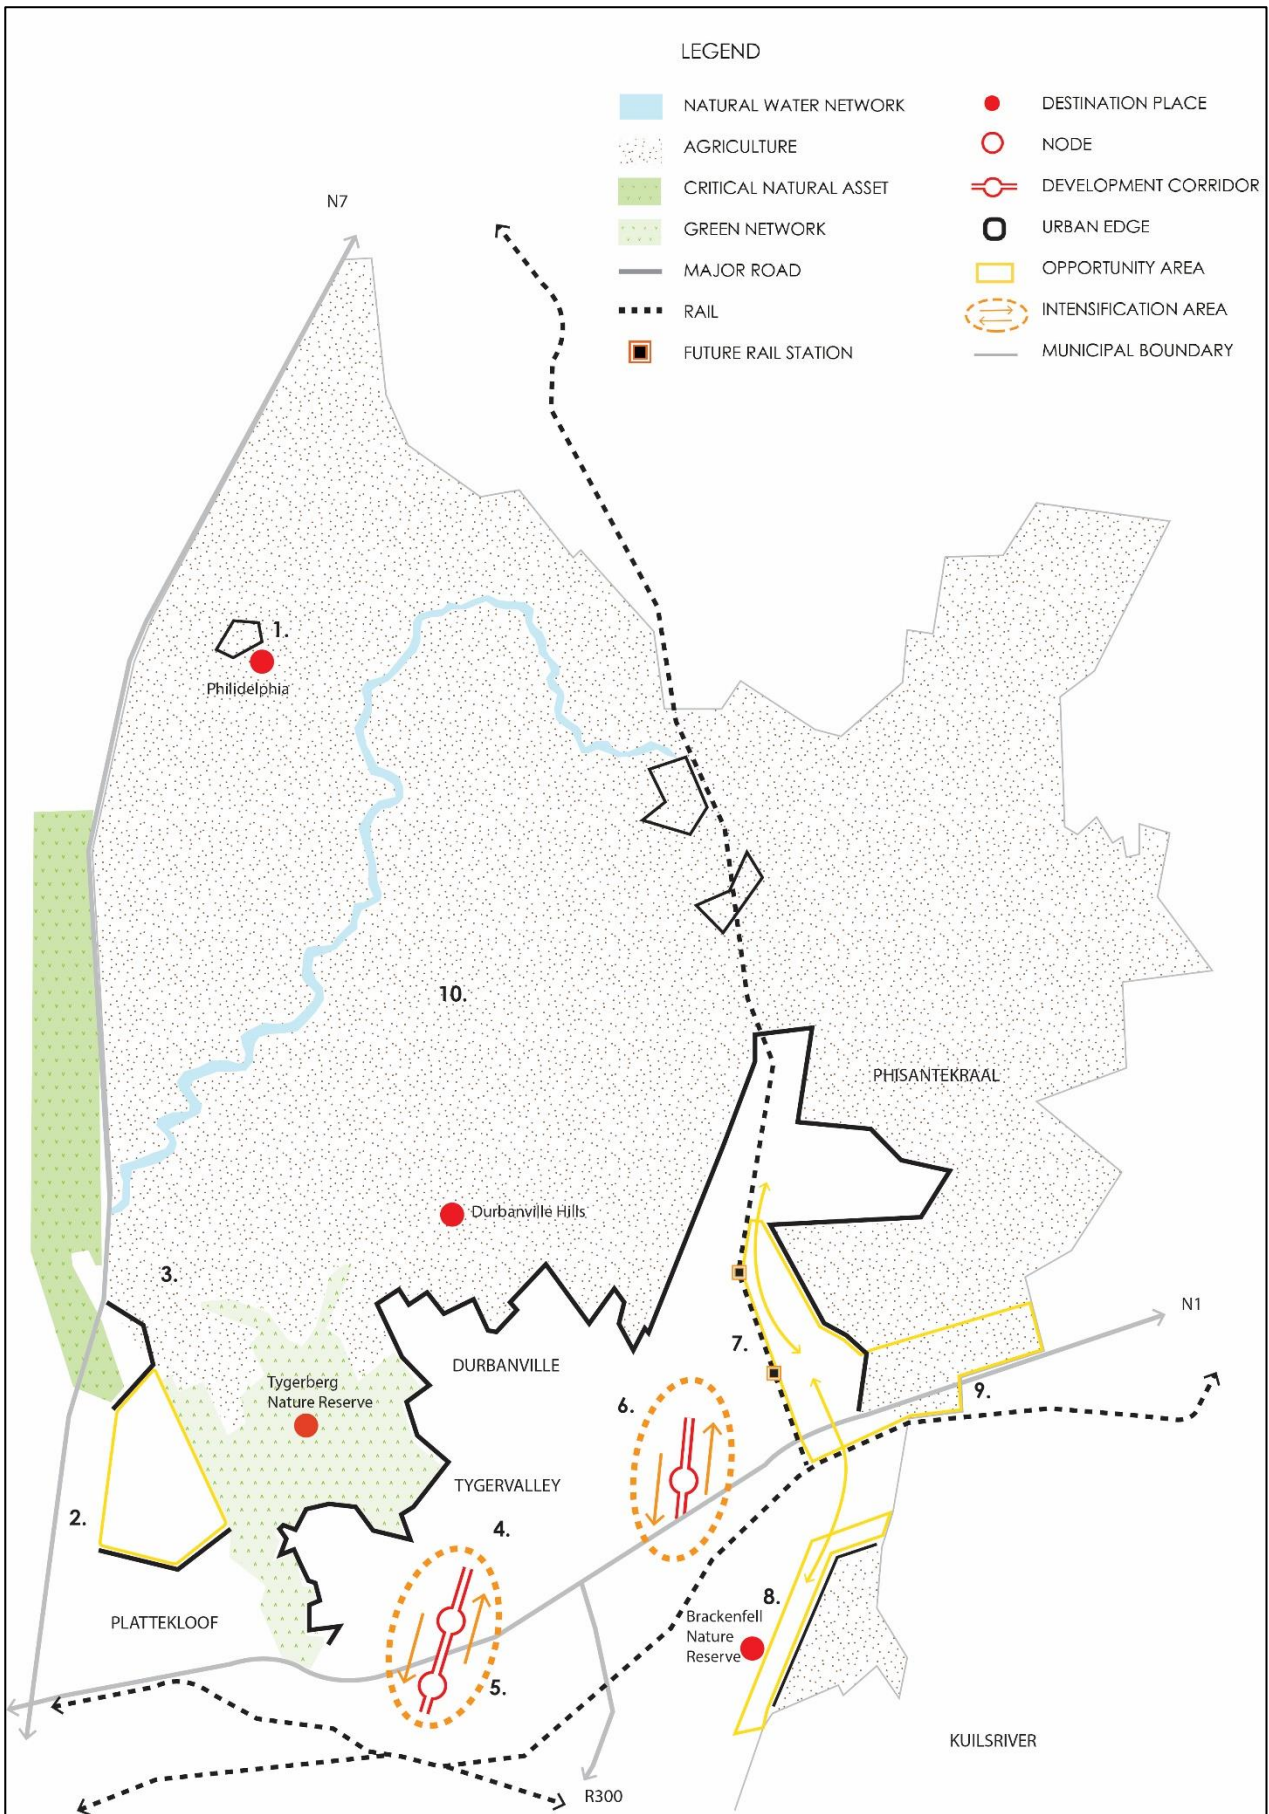 LEGEND
NATURAL WATER NETWORK
AGRICULTURE
CRITICAL NATURAL ASSET
GREEN NETWORK
MAJOR ROAD
RAIL
FUTURE RAIL STATION
DESTINATION PLACE
NODE
DEVELOPMENT CORRIDOR
URBAN EDGE
OPPORTUNITY AREA
INTENSIFICATION AREA
MUNICIPAL BOUNDARY
N7
1.
Philidelphia
10.
PHISANTEKRAAL
Durbanville Hills
3.
N1
7.
DURBANVILLE
Tygerberg
Nature Reserve
9.
6.
TYGERVALLEY
2.
4.
8.
PLATTEKLOOF
Brackenfell
Nature
Reserve
5.
KUILSRIVER
R300